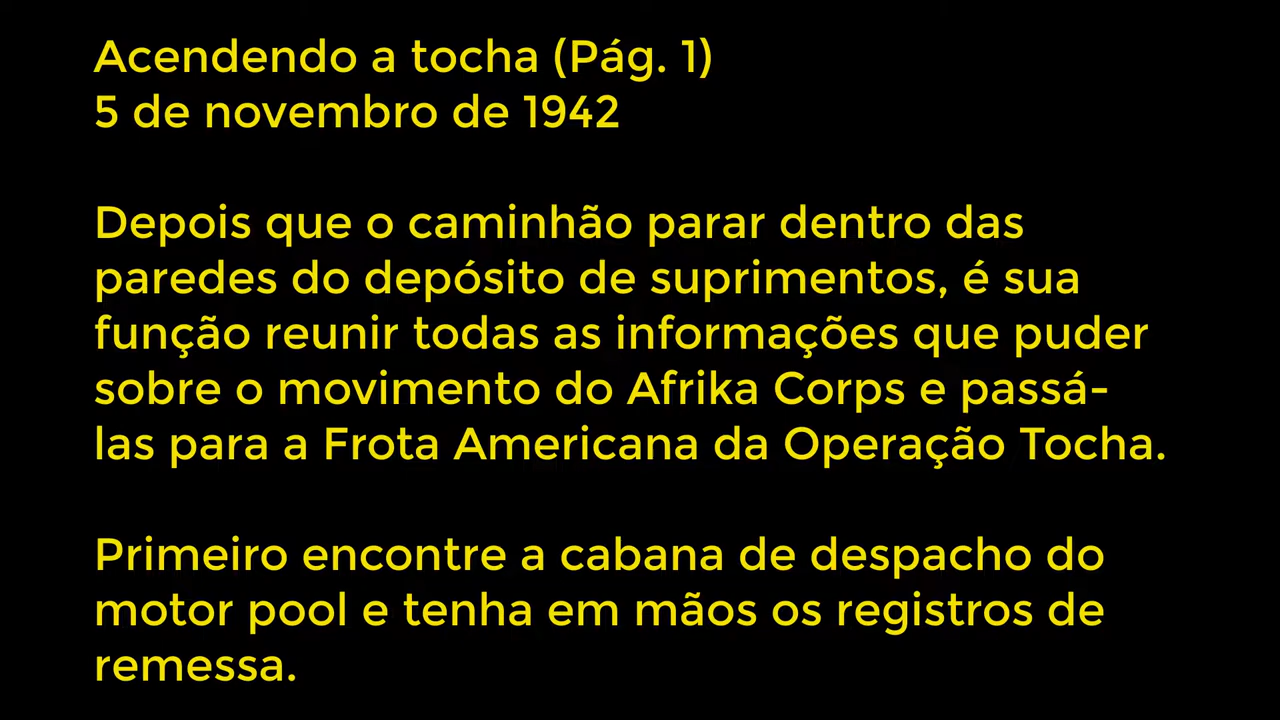 Acendendo a tocha (Pág. 1)
5 de novembro de 1942
Depois que o caminhão parar dentro das
paredes do depósito de suprimentos, é sua
função reunir todas as informações que puder
sobre o movimento do Afrika Corps e passá-
las para a Frota Americana da Operação Tocha.
Primeiro encontre a cabana de despacho do
motor pool e tenha em mãos os registros de
remessa.